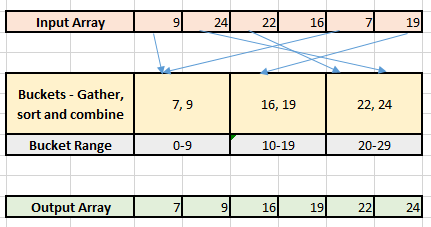 Input Array 9 24 22 16 7 19
Buckets - Gather, sort and combine 7, 9 16, 19 22, 24
Bucket Range 0-9 10-19 20-29
Output Array 7 9 16 19 22 24